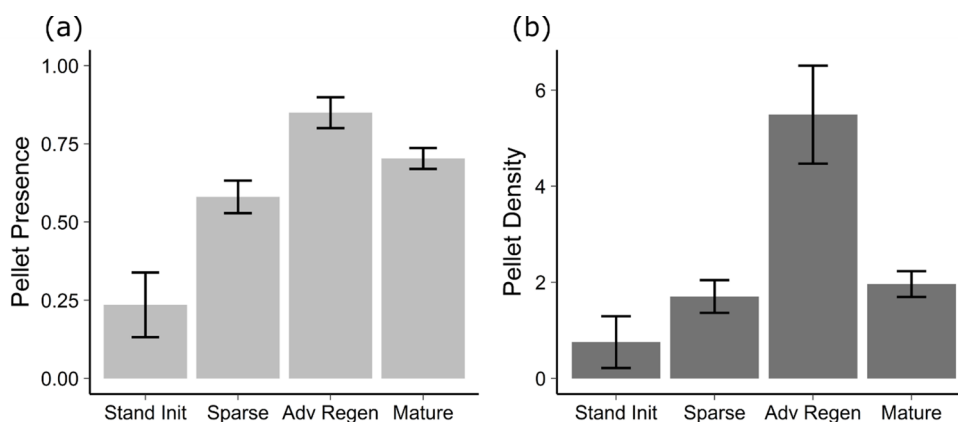 (a)
Pellet Presence
1.00
0.75
0.50
0.25
0.00
Stand Init Sparse Adv Regen Mature
(b)
Pellet Density
6
4
2
0
Stand Init Sparse Adv Regen Mature